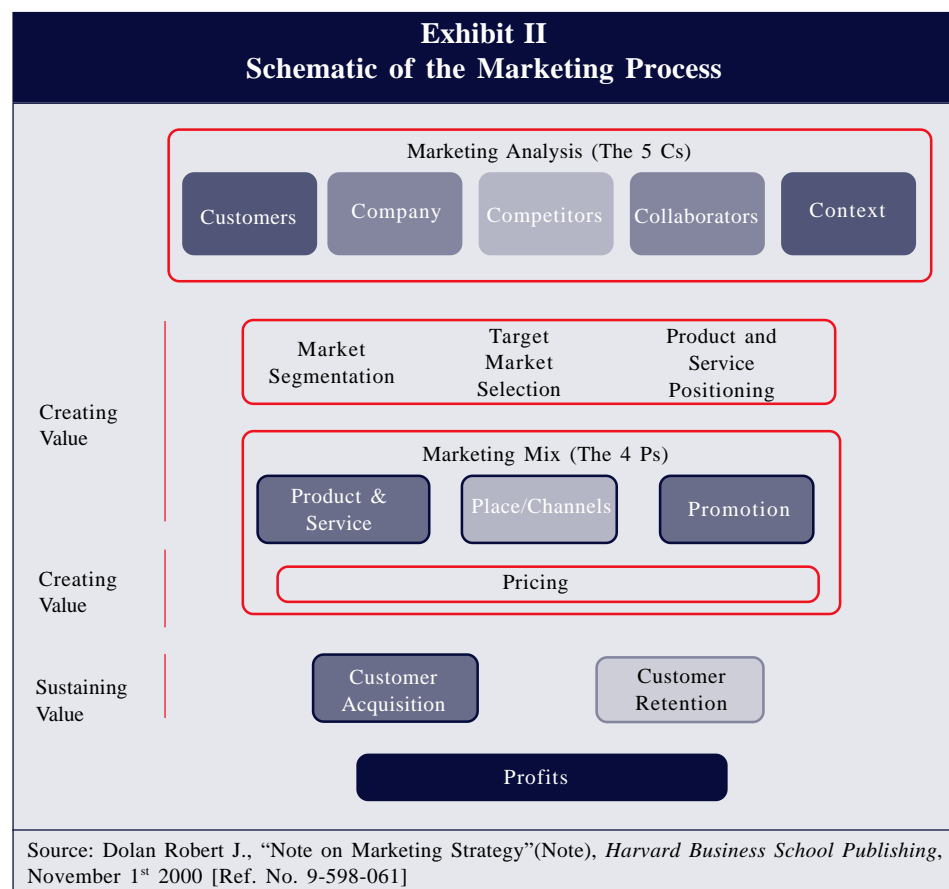 Exhibit II
Schematic of the Marketing Process
Marketing Analysis (The 5 Cs)
Customers
Company
Competitors
Collaborators
Context
Creating
Value
Market
Segmentation
Target
Market
Selection
Product and
Service
Positioning
Marketing Mix (The 4 Ps)
Product &
Service
Place/Channels
Promotion
Creating
Value
Pricing
Sustaining
Value
Customer
Acquisition
Customer
Retention
Profits
Source: Dolan Robert J., “Note on Marketing Strategy”(Note), Harvard Business School Publishing,
November 1st 2000 [Ref. No. 9-598-061]